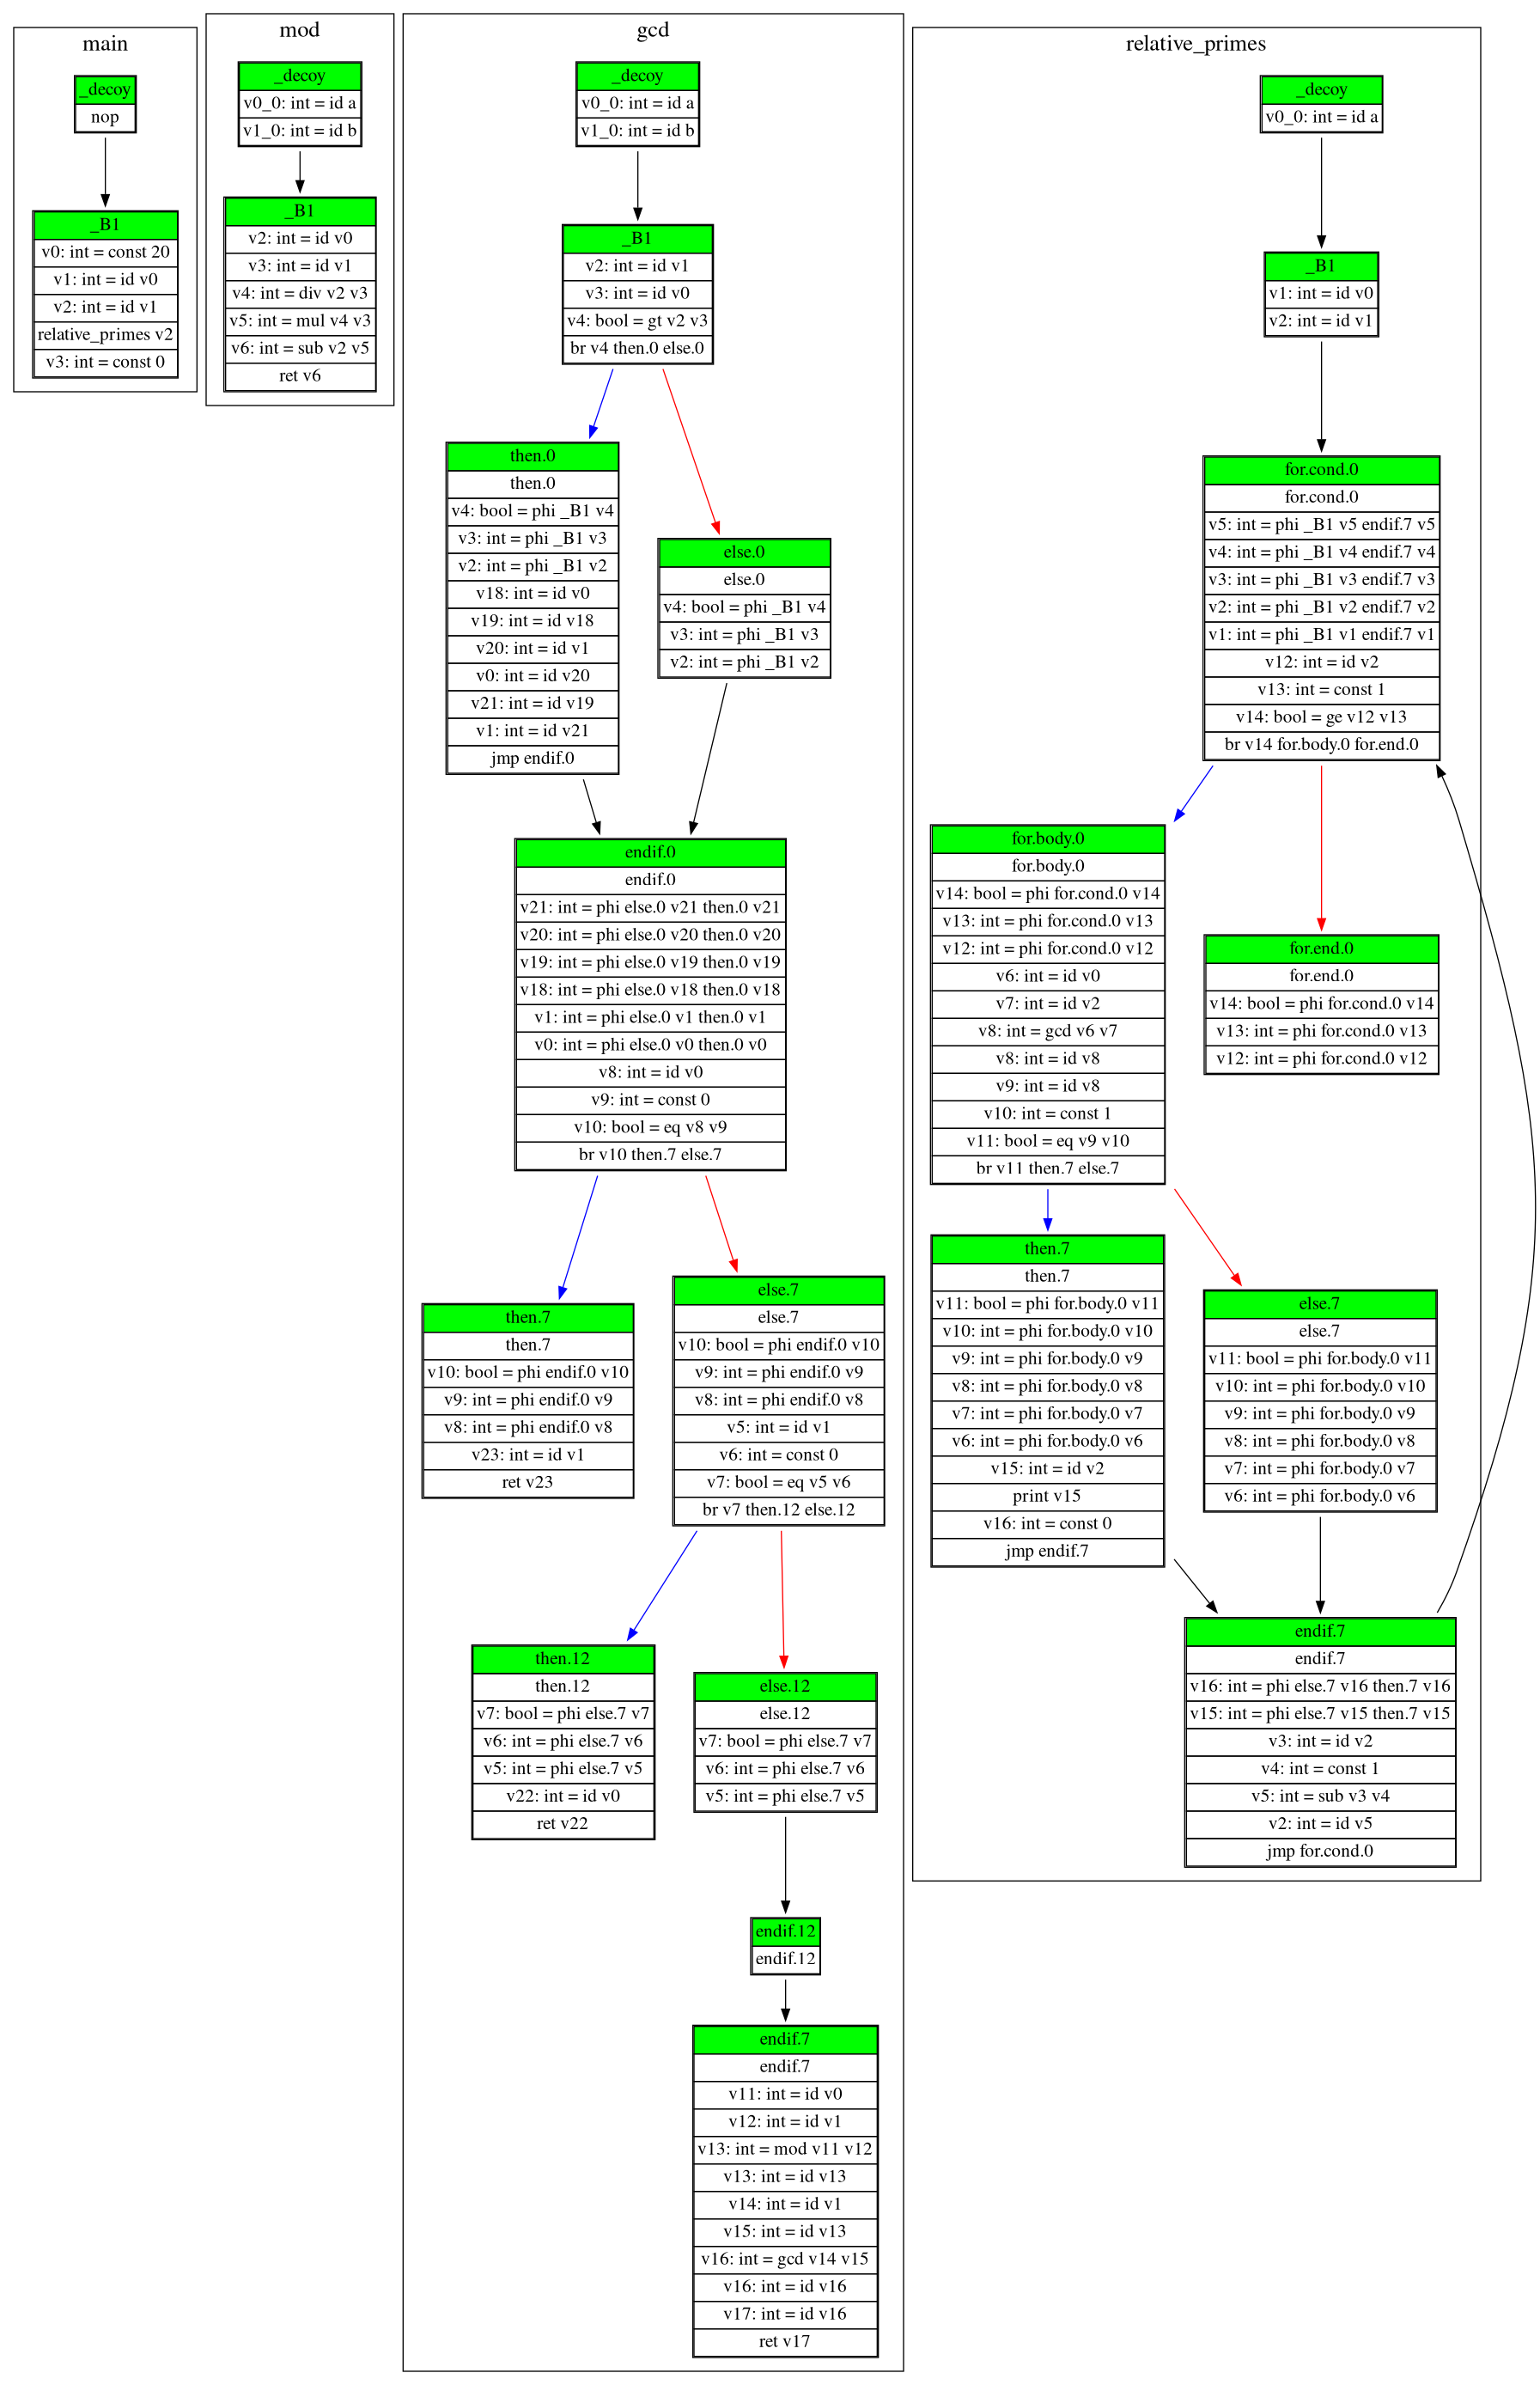 main
_decoy
nop
_B1
v0: int = const 20
v1: int = id v0
v2: int = id v1
relative_primes v2
v3: int = const 0
mod
_decoy
v0_0: int = id a
v1_0: int = id b
_B1
v2: int = id v0
v3: int = id v1
v4: int = div v2 v3
v5: int = mul v4 v3
v6: int = sub v2 v5
ret v6
gcd
_decoy
v0_0: int = id a
v1_0: int = id b
_B1
v2: int = id v1
v3: int = id v0
v4: bool = gt v2 v3
br v4 then.0 else.0
then.0
then.0
v4: bool = phi _B1 v4
v3: int = phi _B1 v3
v2: int = phi _B1 v2
v18: int = id v0
v19: int = id v18
v20: int = id v1
v0: int = id v20
v21: int = id v19
v1: int = id v21
jmp endif.0
else.0
else.0
v4: bool = phi _B1 v4
v3: int = phi _B1 v3
v2: int = phi _B1 v2
endif.0
endif.0
v21: int = phi else.0 v21 then.0 v21
v20: int = phi else.0 v20 then.0 v20
v19: int = phi else.0 v19 then.0 v19
v18: int = phi else.0 v18 then.0 v18
v1: int = phi else.0 v1 then.0 v1
v0: int = phi else.0 v0 then.0 v0
v8: int = id v0
v9: int = const 0
v10: bool = eq v8 v9
br v10 then.7 else.7
then.7
then.7
v10: bool = phi endif.0 v10
v9: int = phi endif.0 v9
v8: int = phi endif.0 v8
v23: int = id v1
ret v23
else.7
else.7
v10: bool = phi endif.0 v10
v9: int = phi endif.0 v9
v8: int = phi endif.0 v8
v5: int = id v1
v6: int = const 0
v7: bool = eq v5 v6
br v7 then.12 else.12
then.12
then.12
v7: bool = phi else.7 v7
v6: int = phi else.7 v6
v5: int = phi else.7 v5
v22: int = id v0
ret v22
else.12
else.12
v7: bool = phi else.7 v7
v6: int = phi else.7 v6
v5: int = phi else.7 v5
endif.12
endif.12
endif.7
endif.7
v11: int = id v0
v12: int = id v1
v13: int = mod v11 v12
v13: int = id v13
v14: int = id v1
v15: int = id v13
v16: int = gcd v14 v15
v16: int = id v16
v17: int = id v16
ret v17
relative_primes
_decoy
v0_0: int = id a
_B1
v1: int = id v0
v2: int = id v1
for.cond.0
for.cond.0
v5: int = phi _B1 v5 endif.7 v5
v4: int = phi _B1 v4 endif.7 v4
v3: int = phi _B1 v3 endif.7 v3
v2: int = phi _B1 v2 endif.7 v2
v1: int = phi _B1 v1 endif.7 v1
v12: int = id v2
v13: int = const 1
v14: bool = ge v12 v13
br v14 for.body.0 for.end.0
for.body.0
for.body.0
v14: bool = phi for.cond.0 v14
v13: int = phi for.cond.0 v13
v12: int = phi for.cond.0 v12
v6: int = id v0
v7: int = id v2
v8: int = gcd v6 v7
v8: int = id v8
v9: int = id v8
v10: int = const 1
v11: bool = eq v9 v10
br v11 then.7 else.7
for.end.0
for.end.0
v14: bool = phi for.cond.0 v14
v13: int = phi for.cond.0 v13
v12: int = phi for.cond.0 v12
then.7
then.7
v11: bool = phi for.body.0 v11
v10: int = phi for.body.0 v10
v9: int = phi for.body.0 v9
v8: int = phi for.body.0 v8
v7: int = phi for.body.0 v7
v6: int = phi for.body.0 v6
v15: int = id v2
print v15
v16: int = const 0
jmp endif.7
else.7
else.7
v11: bool = phi for.body.0 v11
v10: int = phi for.body.0 v10
v9: int = phi for.body.0 v9
v8: int = phi for.body.0 v8
v7: int = phi for.body.0 v7
v6: int = phi for.body.0 v6
endif.7
endif.7
v16: int = phi else.7 v16 then.7 v16
v15: int = phi else.7 v15 then.7 v15
v3: int = id v2
v4: int = const 1
v5: int = sub v3 v4
v2: int = id v5
jmp for.cond.0